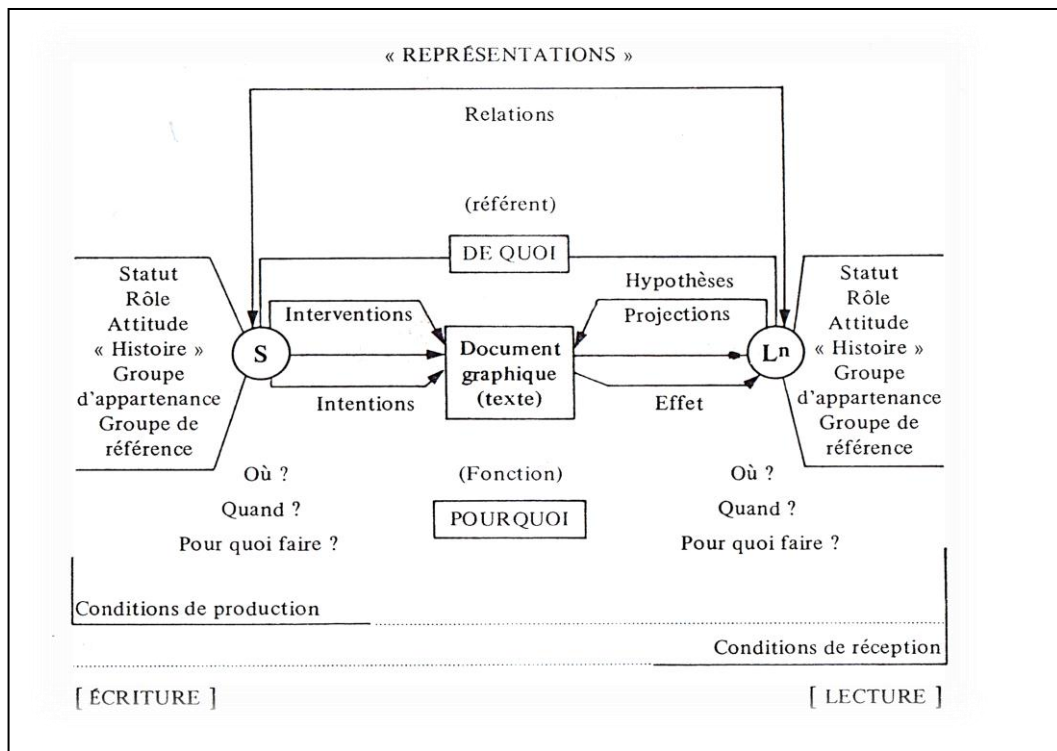 « REPRÉSENTATIONS »
Relations
(référent)
DE QUOI
Statut
Rôle
Attitude
« Histoire »
Groupe
d'appartenance
Groupe de
référence
S
Interventions
Intentions
Document
graphique
(texte)
Hypothèses
Projections
Effet
Lⁿ
Statut
Rôle
Attitude
« Histoire »
Groupe
d'appartenance
Groupe de
référence
Où ?
Quand ?
Pour quoi faire ?
(Fonction)
POURQUOI
Où ?
Quand ?
Pour quoi faire ?
Conditions de production
Conditions de réception
[ ÉCRITURE ]
[ LECTURE ]